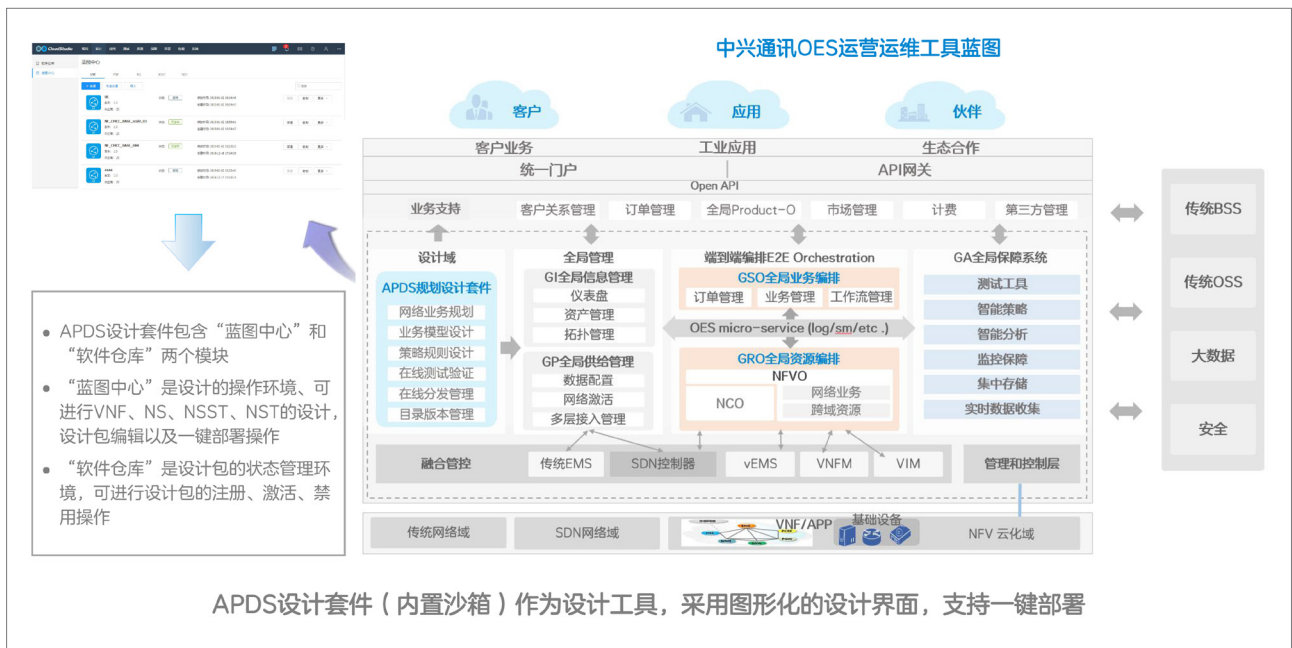 中兴通讯OES运营运维工具蓝图
CloudStudio
客户
应用
伙伴
客户业务
工业应用
生态合作
统一门户
API网关
Open API
业务支持
客户关系管理
订单管理
全局Product-O
市场管理
计费
第三方管理
设计域
APDS规划设计套件
网络业务规划
业务模型设计
策略规则设计
在线测试验证
在线分发管理
目录版本管理
全局管理
GI全局信息管理
仪表盘
资产管理
拓扑管理
GP全局供给管理
数据配置
网络激活
多层接入管理
端到端编排E2E Orchestration
GSO全局业务编排
订单管理
业务管理
工作流管理
OES micro-service (log/sm/etc .)
GRO全局资源编排
NFVO
NCO
网络业务
跨域资源
GA全局保障系统
测试工具
智能策略
智能分析
监控保障
集中存储
实时数据收集
融合管控
传统EMS
SDN控制器
vEMS
VNFM
VIM
管理和控制层
传统网络域
SDN网络域
VNF/APP
基础设备
NFV 云化域
传统BSS
传统OSS
大数据
安全
• APDS设计套件包含“蓝图中心”和
“软件仓库”两个模块
• “蓝图中心”是设计的操作环境、可
进行VNF、NS、NSST、NST的设计，
设计包编辑以及一键部署操作
• “软件仓库”是设计包的状态管理环
境，可进行设计包的注册、激活、禁
用操作
APDS设计套件（内置沙箱）作为设计工具，采用图形化的设计界面，支持一键部署